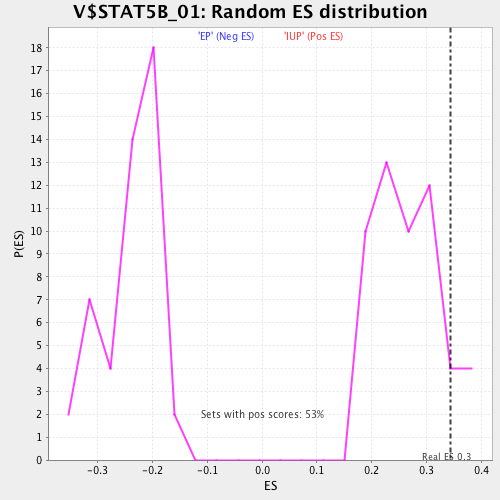 V$STAT5B_01: Random ES distribution
'EP' (Neg ES) 'IUP' (Pos ES)
18
17
16
15
14
13
12
11
10
9
8
7
6
5
4
3
2
1
0
P(ES)
Sets with pos scores: 53%
Real ES 0.3
-0.3 -0.2 -0.1 0.0 0.1 0.2 0.3 0.4
ES